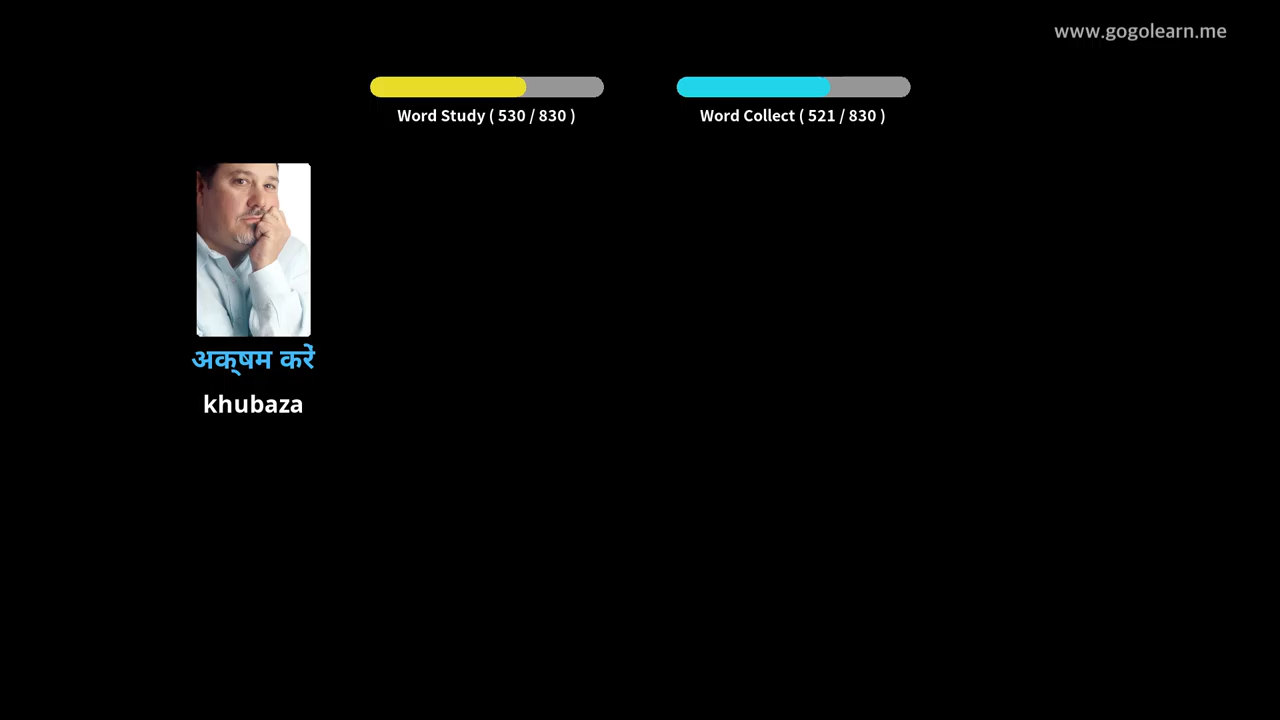 www.gogolearn.me
Word Study ( 530 / 830 )
Word Collect ( 521 / 830 )
अक्षम करें
khubaza